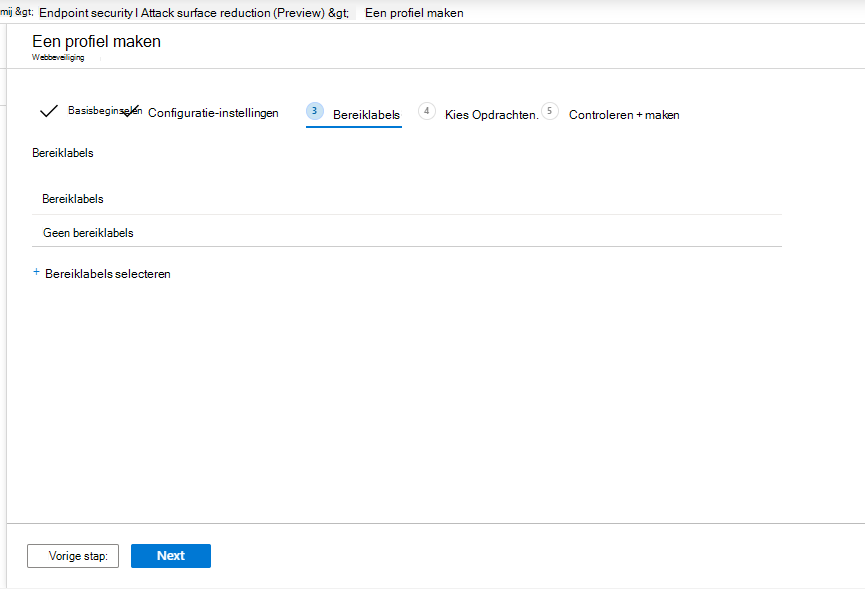 mij &gt; Endpoint security | Attack surface reduction (Preview) &gt; Een profiel maken
Een profiel maken
Webbeveiliging
Basisbeginselen Configuratie-instellingen 3 Bereiklabels 4 Kies Opdrachten. 5 Controleren + maken
Bereiklabels
Bereiklabels
Geen bereiklabels
+ Bereiklabels selecteren
Vorige stap: Next